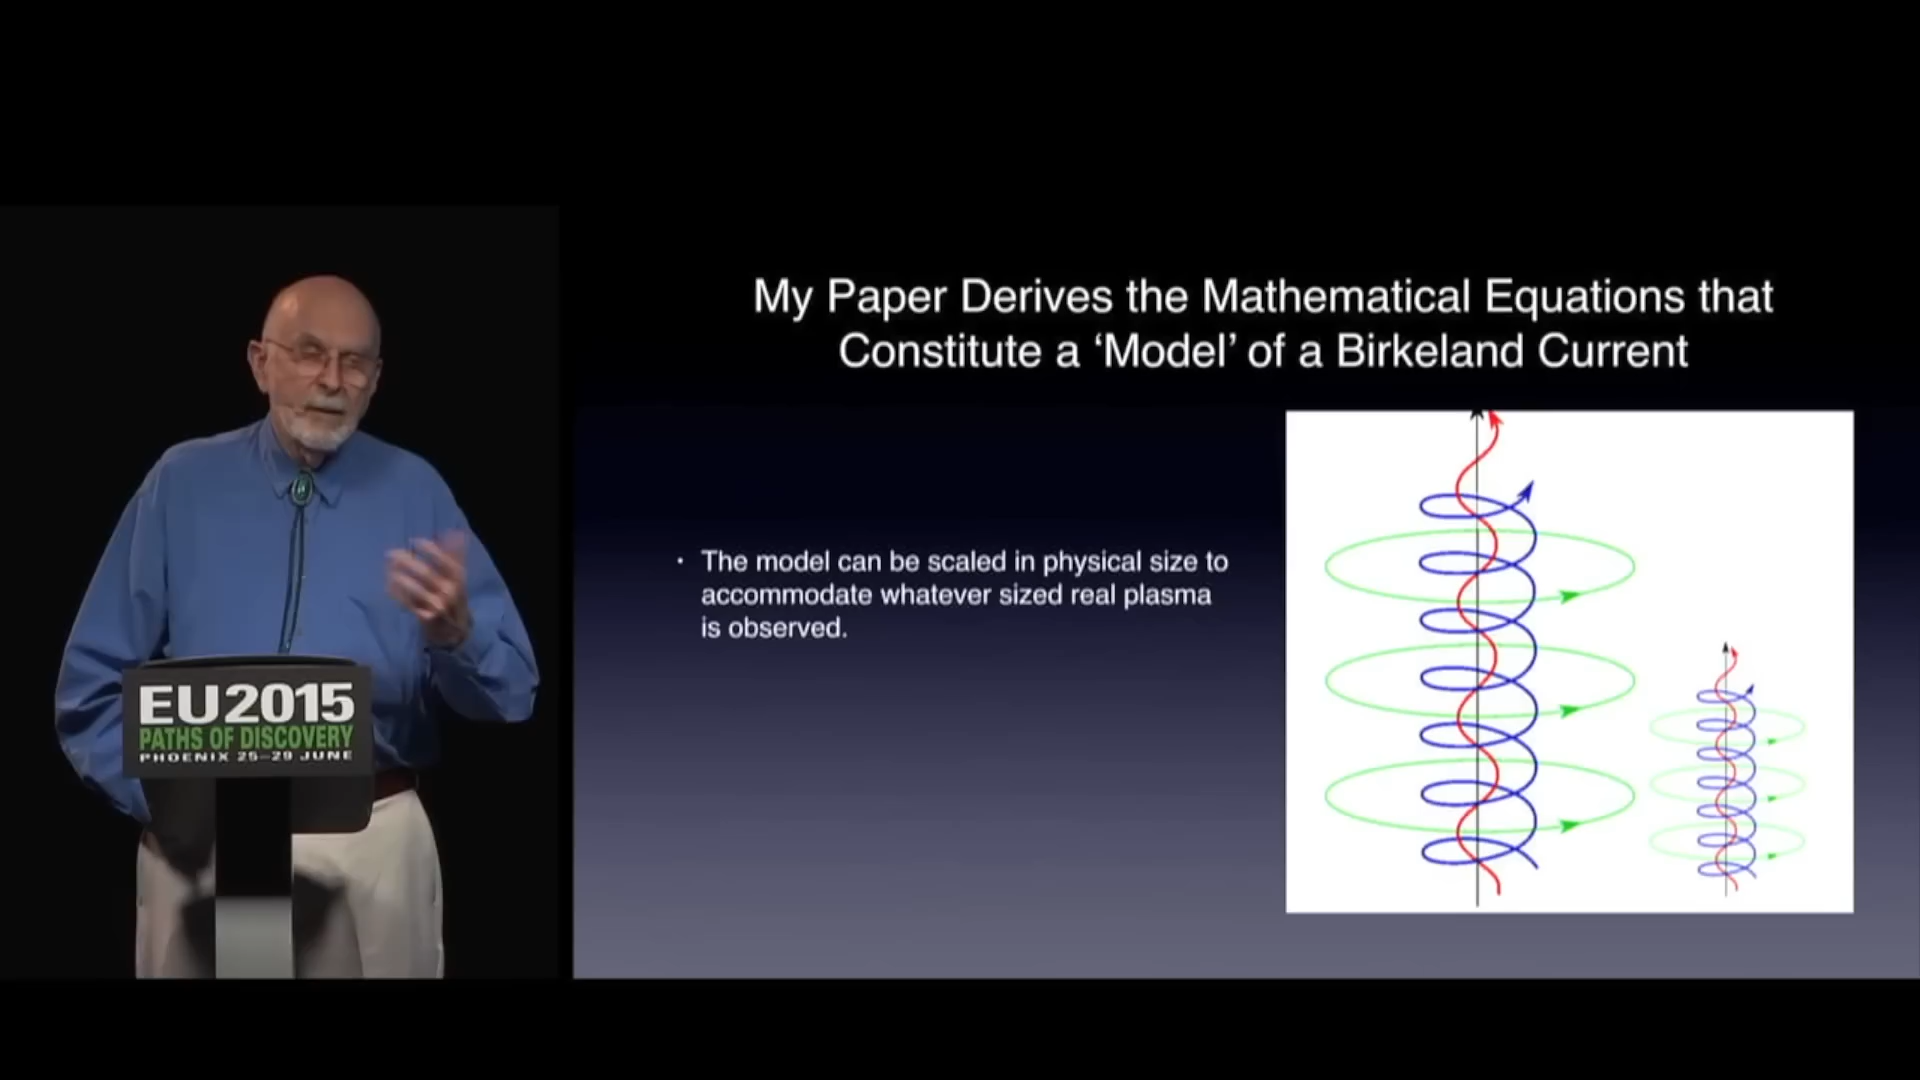 My Paper Derives the Mathematical Equations that
Constitute a ‘Model’ of a Birkeland Current
• The model can be scaled in physical size to
accommodate whatever sized real plasma
is observed.
EU2015
PATHS OF DISCOVERY
PHOENIX 25–29 JUNE